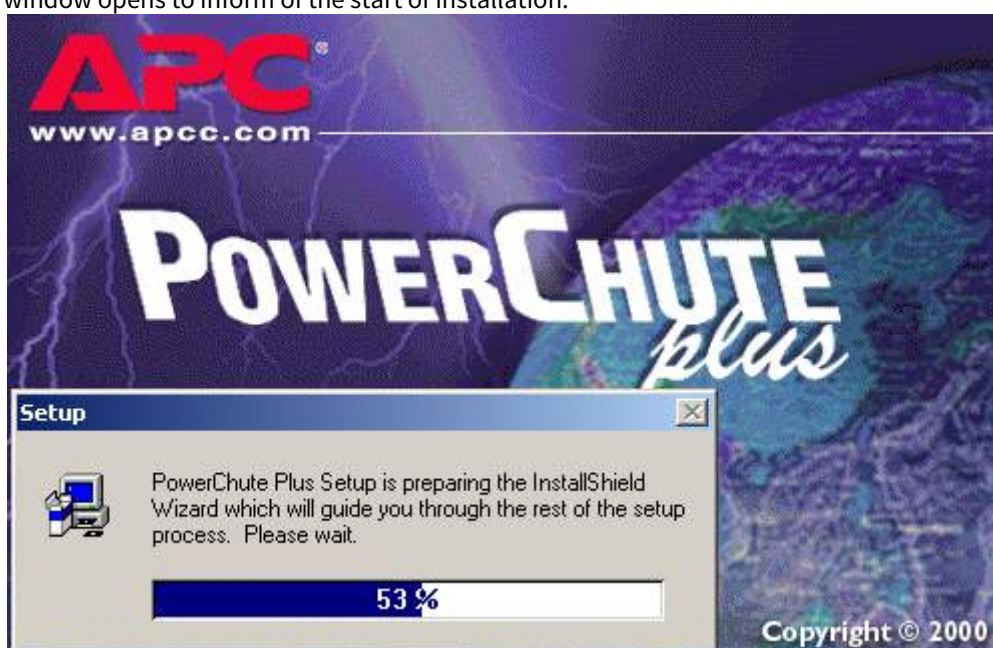 window opens to inform of the start of installation.
APC®
www.apcc.com
POWERCHUTE
plus
Setup
PowerChute Plus Setup is preparing the InstallShield
Wizard which will guide you through the rest of the setup
process. Please wait.
53 %
Copyright © 2000